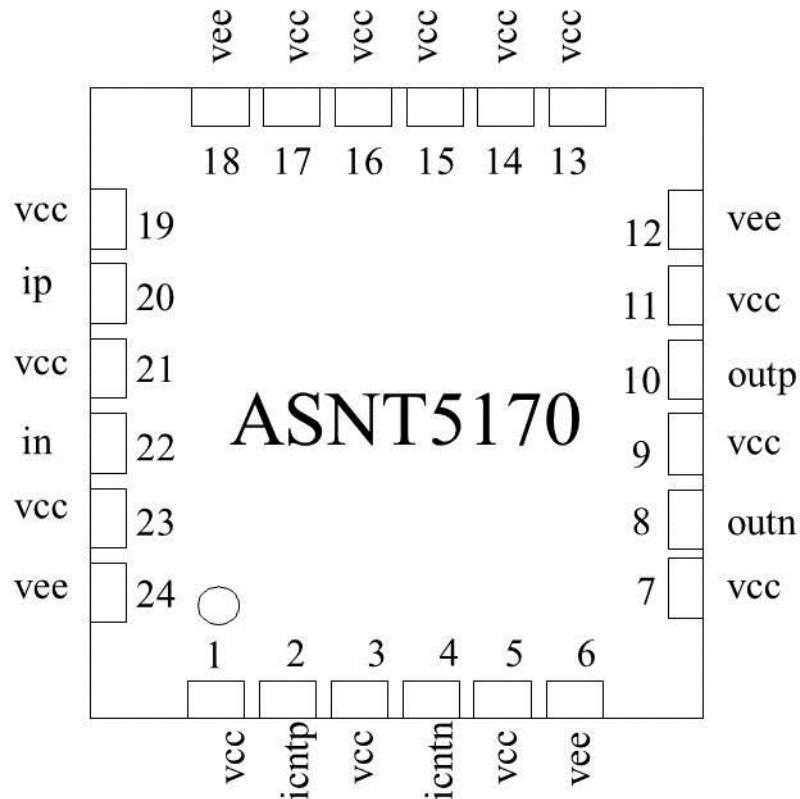 vee vcc vcc vcc vcc vcc
18 17 16 15 14 13
vcc 19 12 vee
ip 20 11 vcc
vcc 21 10 outp
ASNT5170
in 22 9 vcc
vcc 23 8 outn
vee 24 7 vcc
1 2 3 4 5 6
vcc icntp vcc icntn vcc vee